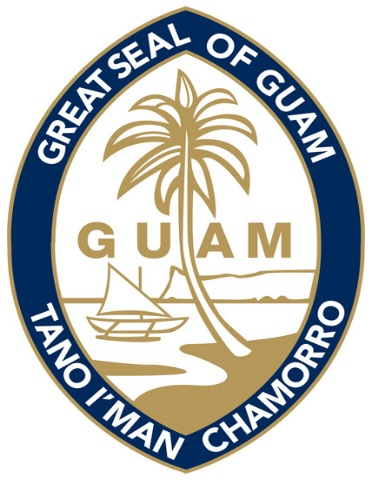 GREAT SEAL OF GUAM
GUAM
TANO I'MAN CHAMORRO